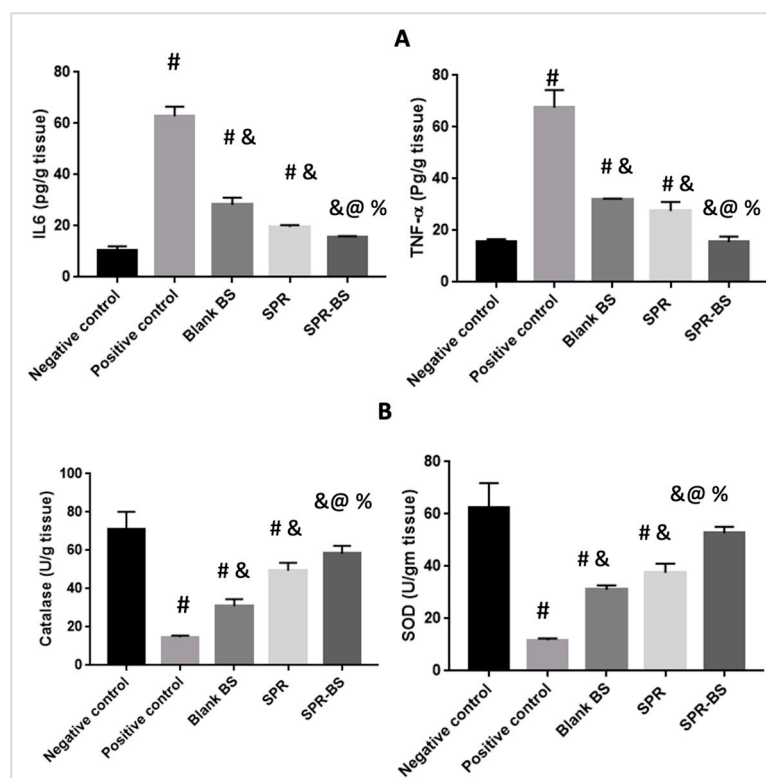 A
IL6 (pg/g tissue)
80
60
40
20
0
#
# &
# &
&@ %
Negative control
Positive control
Blank BS
SPR
SPR-BS
TNF-α (Pg/g tissue)
80
60
40
20
0
#
# &
# &
&@ %
Negative control
Positive control
Blank BS
SPR
SPR-BS
B
Catalase (U/g tissue)
100
80
60
40
20
0
#
# &
# &
&@ %
Negative control
Positive control
Blank BS
SPR
SPR-BS
SOD (U/gm tissue)
80
60
40
20
0
#
# &
# &
&@ %
Negative control
Positive control
Blank BS
SPR
SPR-BS